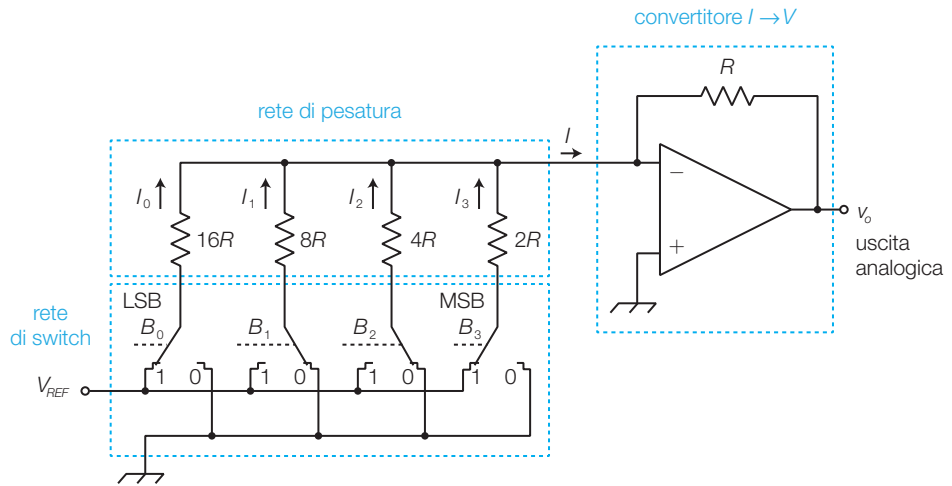 convertitore I → V
R
rete di pesatura
I
I₀ I₁ I₂ I₃
16R 8R 4R 2R
−
+
vₒ
uscita
analogica
LSB MSB
rete
di switch
B₀ B₁ B₂ B₃
1 0 1 0 1 0 1 0
V_REF